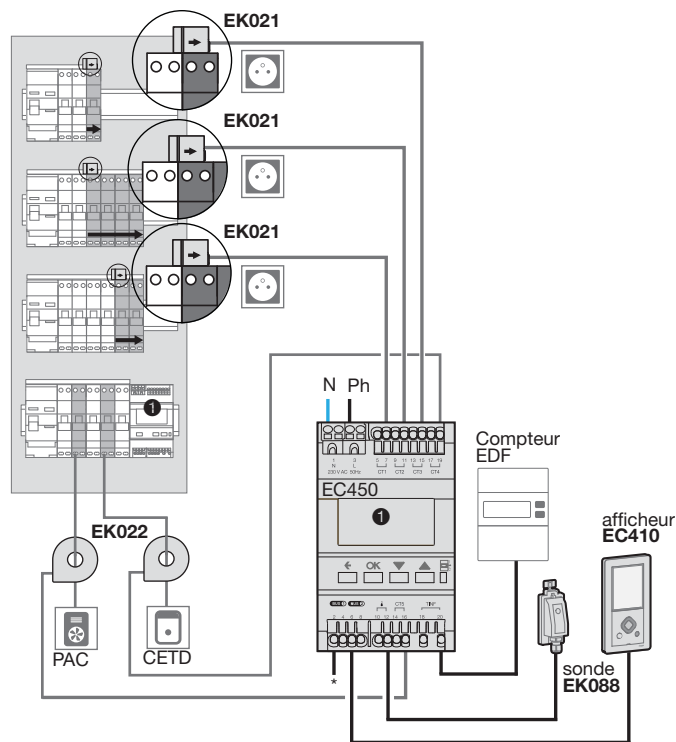 EK021
EK021
EK021
N Ph
1 3
N L
230 V AC 50Hz
5 7 9 11 13 15 17 19
CT1 CT2 CT3 CT4
EC450
1
1
OK
Compteur
EDF
afficheur
EC410
EK022
PAC
CETD
CT5 TINF
2 4 6 8 10 12 14 16 18 20
*
sonde
EK088